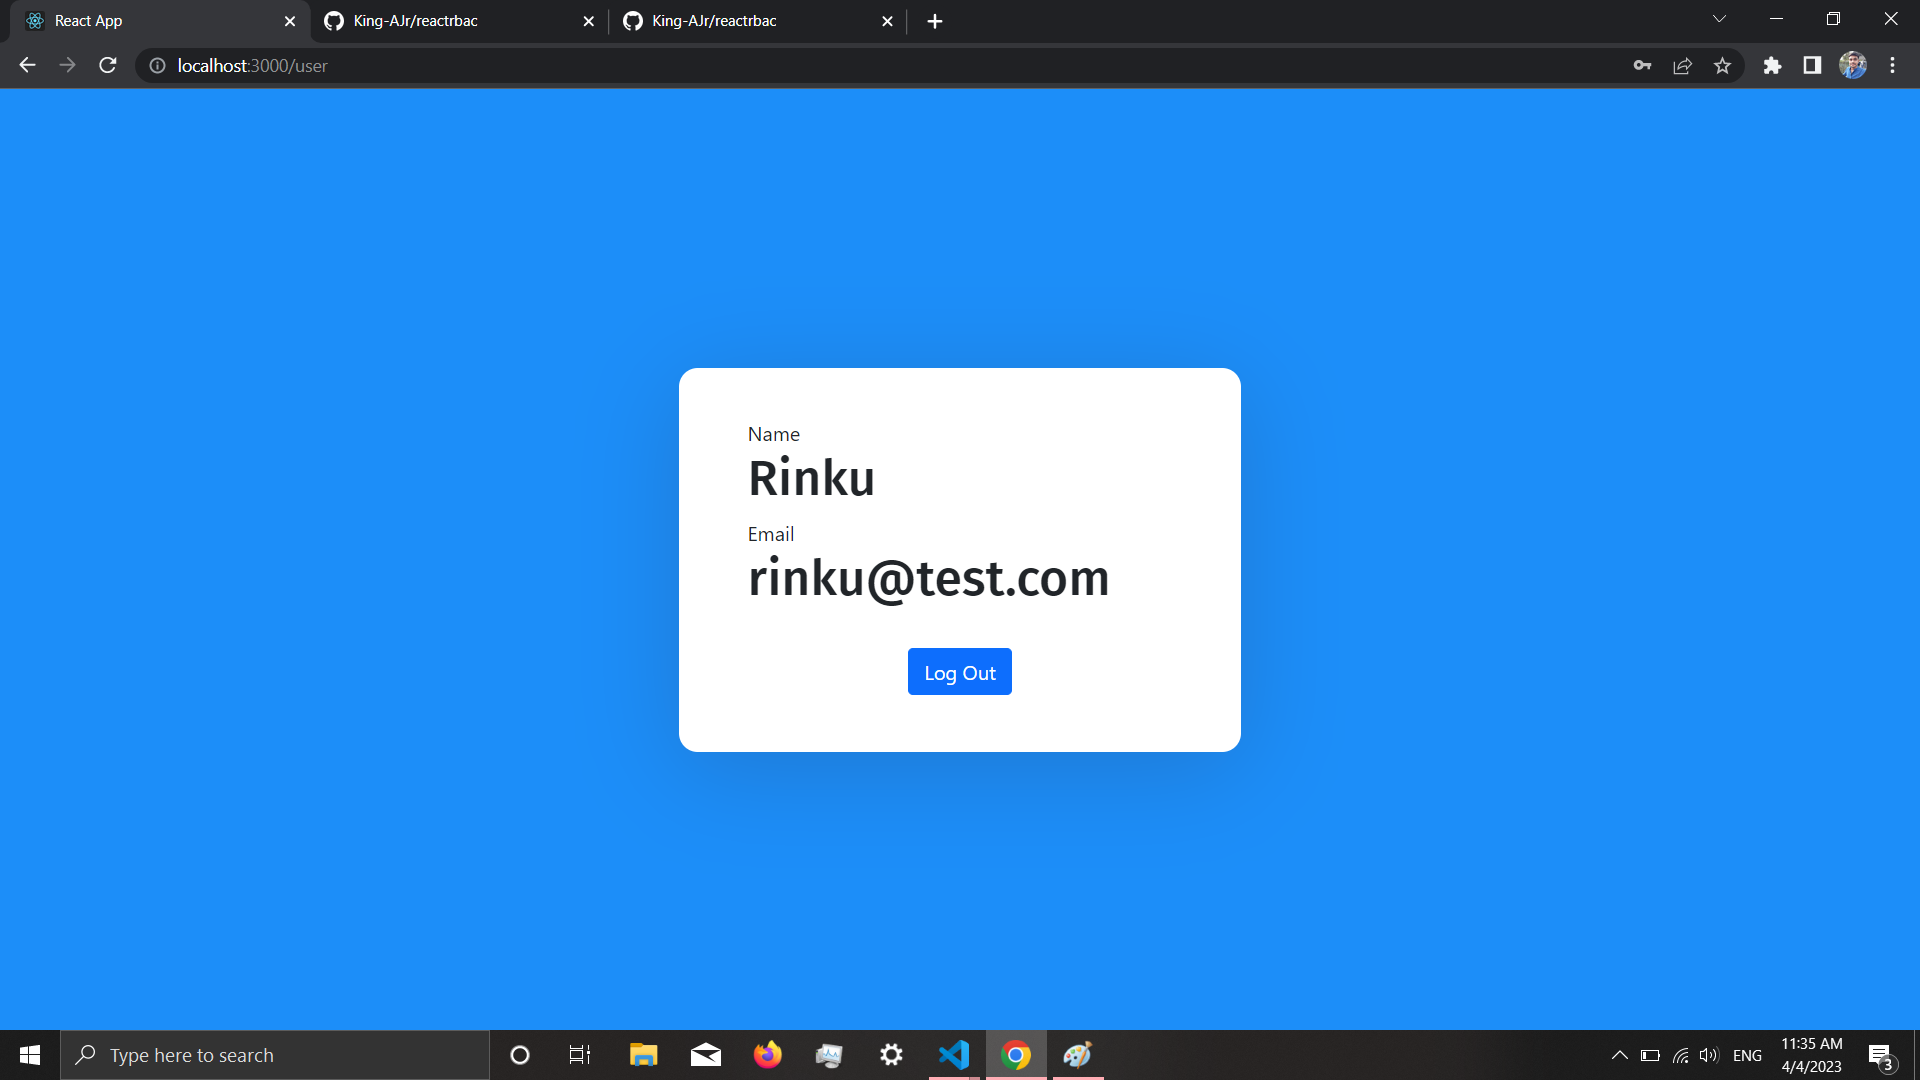 React App
King-AJr/reactrbac
King-AJr/reactrbac
localhost:3000/user
Name
Rinku
Email
rinku@test.com
Log Out
Type here to search
ENG
11:35 AM
4/4/2023
3